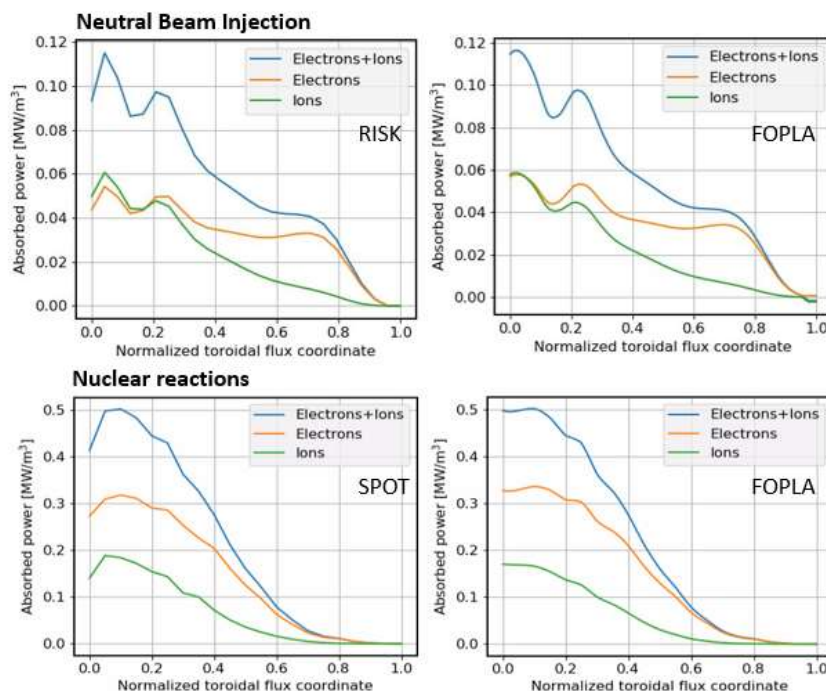 Neutral Beam Injection
0.12
0.10
0.08
0.06
0.04
0.02
0.00
Absorbed power [MW/m³]
Electrons+Ions
Electrons
Ions
RISK
0.0 0.2 0.4 0.6 0.8 1.0
Normalized toroidal flux coordinate
0.12
0.10
0.08
0.06
0.04
0.02
0.00
Absorbed power [MW/m³]
Electrons+Ions
Electrons
Ions
FOPLA
0.0 0.2 0.4 0.6 0.8 1.0
Normalized toroidal flux coordinate
Nuclear reactions
0.5
0.4
0.3
0.2
0.1
0.0
Absorbed power [MW/m³]
Electrons+Ions
Electrons
Ions
SPOT
0.0 0.2 0.4 0.6 0.8 1.0
Normalized toroidal flux coordinate
0.5
0.4
0.3
0.2
0.1
0.0
Absorbed power [MW/m³]
Electrons+Ions
Electrons
Ions
FOPLA
0.0 0.2 0.4 0.6 0.8 1.0
Normalized toroidal flux coordinate